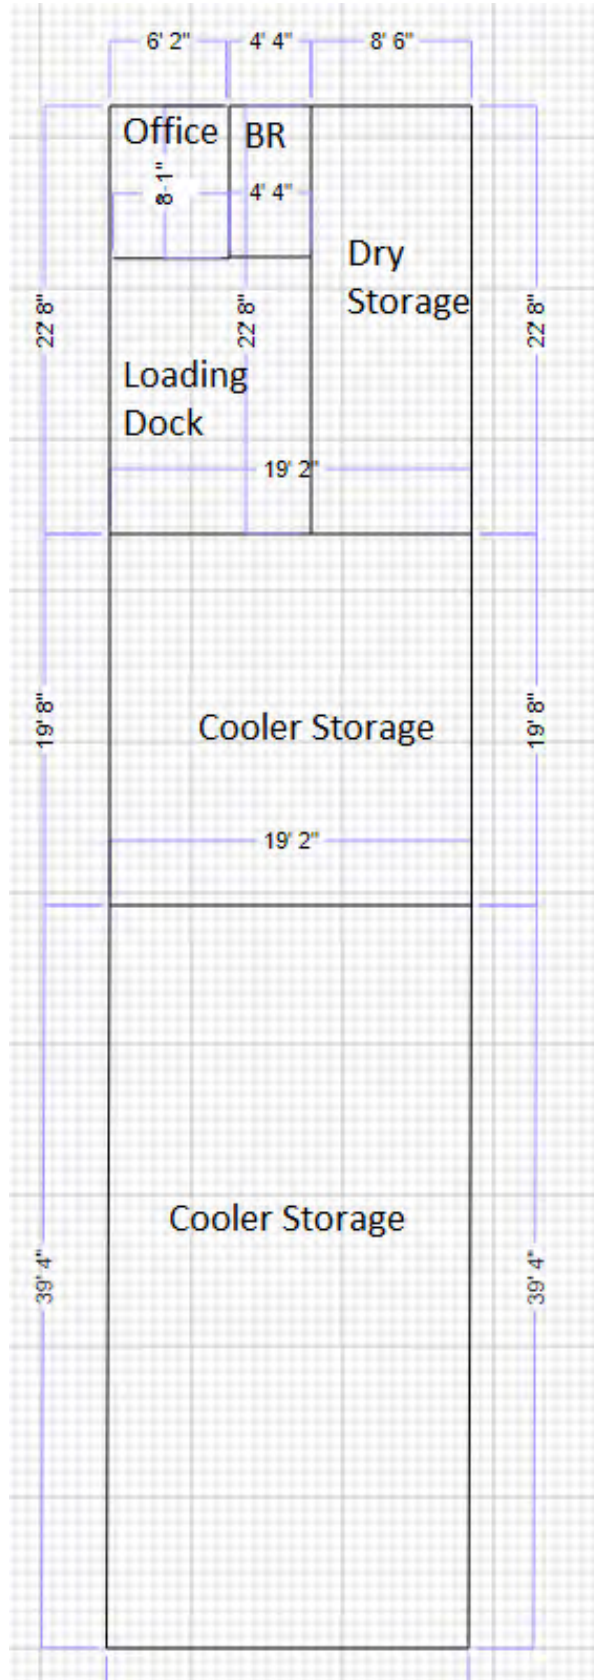 6' 2" 4' 4" 8' 6"
Office BR
8-1"
4' 4"
Dry
Storage
22' 8" 22' 8" 22' 8"
Loading
Dock
19' 2"
19' 8" 19' 8"
Cooler Storage
19' 2"
Cooler Storage
39' 4" 39' 4"